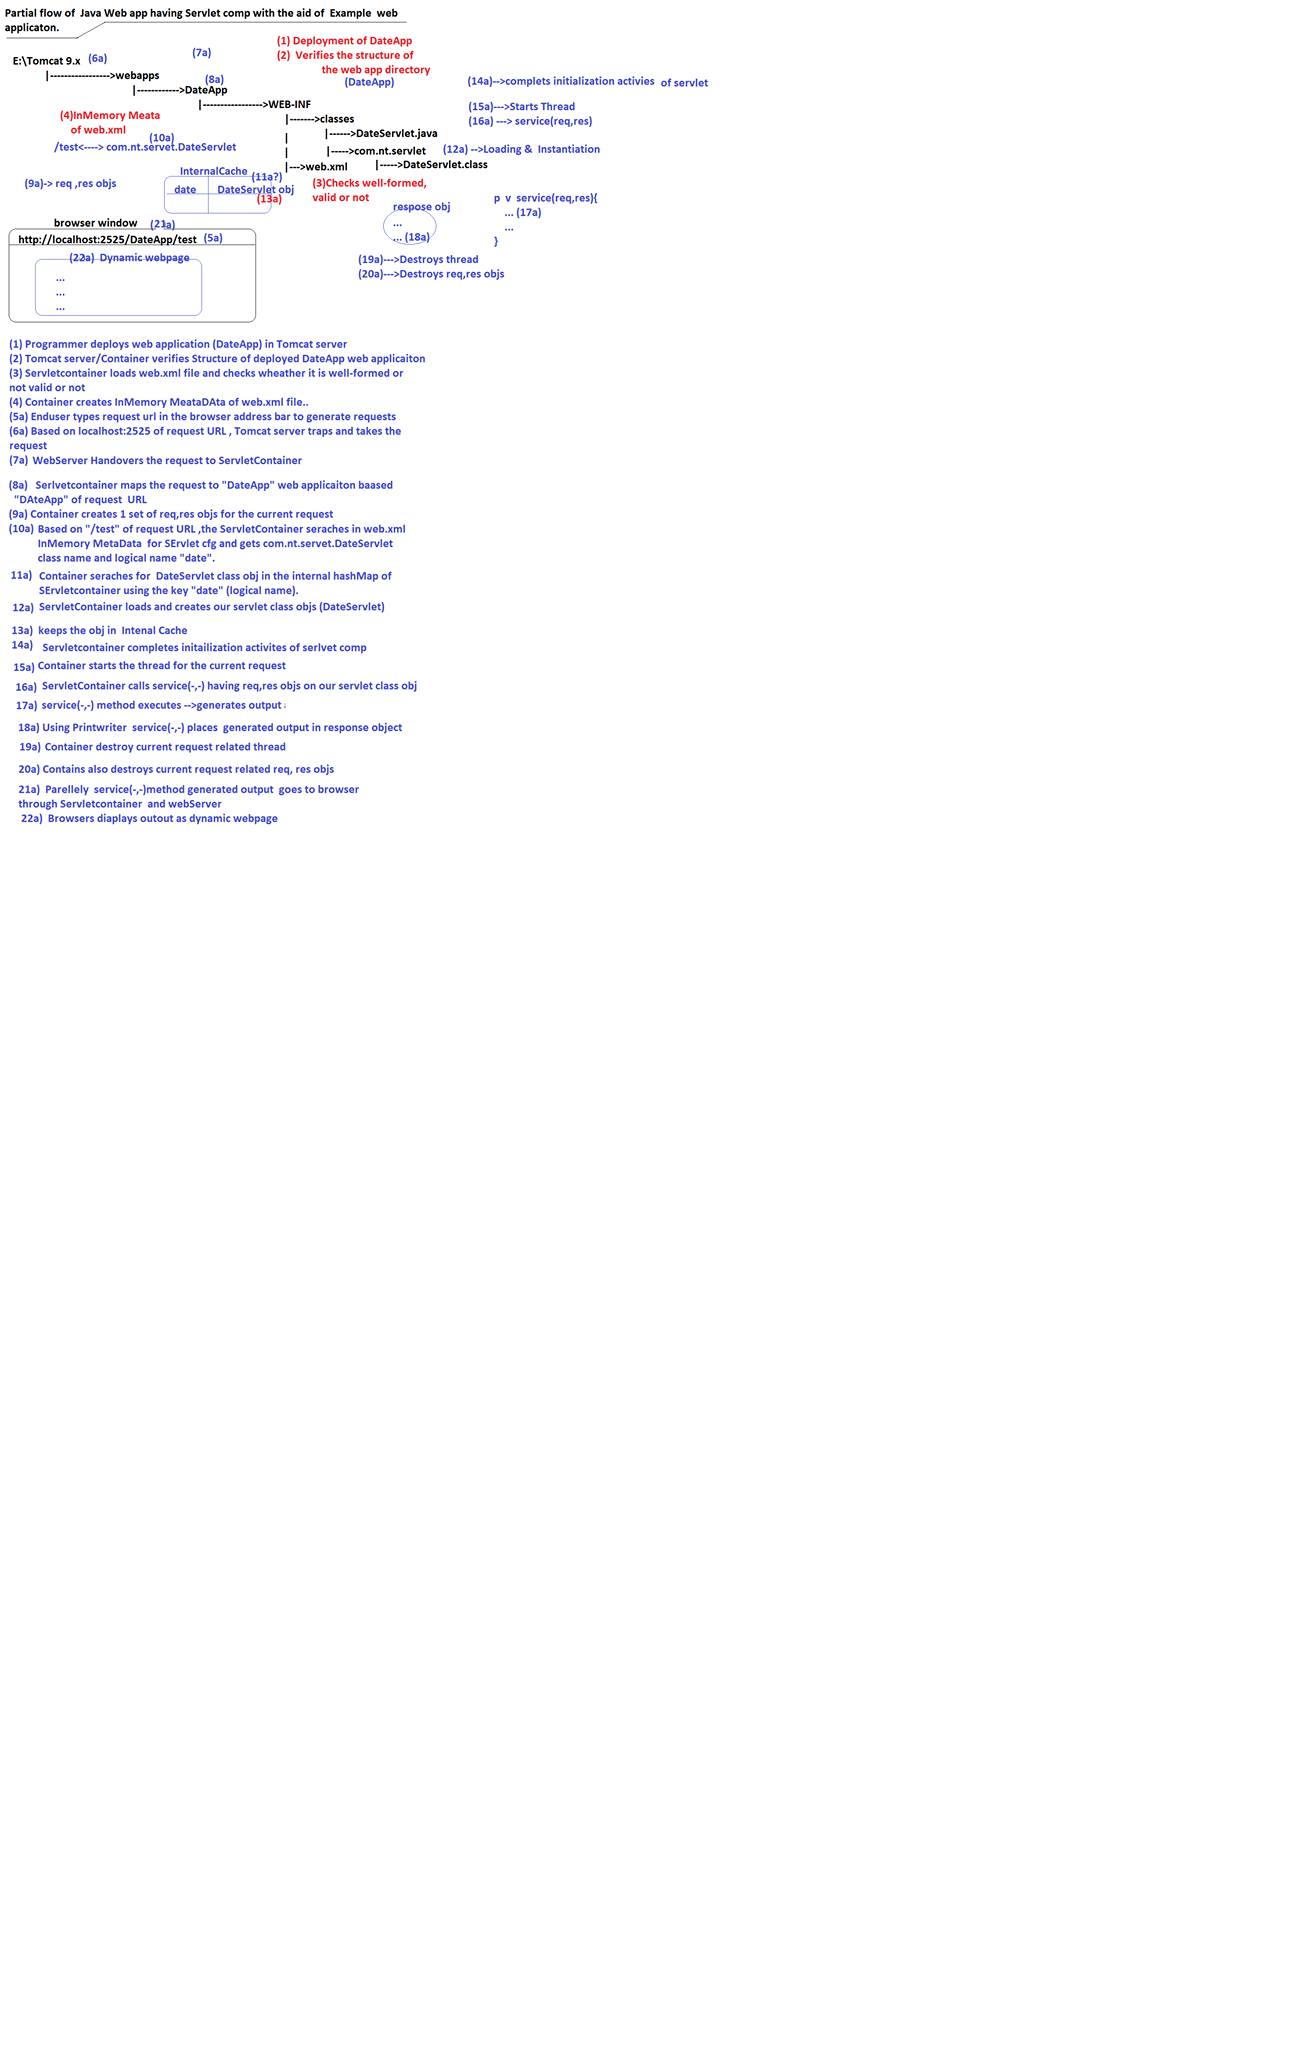 Partial flow of  Java Web app having Servlet comp with the aid of  Example  web
applicaton.
(1) Deployment of DateApp
(2)  Verifies the structure of
the web app directory
(DateApp)
E:\Tomcat 9.x  (6a)
(7a)
|----------------->webapps
(8a)
|------------>DateApp
|----------------->WEB-INF
|------->classes
|------>DateServlet.java
|
|----->com.nt.servlet
|
|--->web.xml
|----->DateServlet.class
(14a)-->complets initialization activies  of servlet
(15a)--->Starts Thread
(16a) ---> service(req,res)
(12a) -->Loading &  Instantiation
(4)InMemory Meata
of web.xml
(10a)
/test<----> com.nt.servet.DateServlet
InternalCache
(11a?)
date
DateServlet obj
(13a)
(9a)-> req ,res objs
(3)Checks well-formed,
valid or not
respose obj
...
... (18a)
p  v  service(req,res){
... (17a)
...
}
(19a)--->Destroys thread
(20a)--->Destroys req,res objs
browser window
(21a)
http://localhost:2525/DateApp/test
(5a)
(22a)  Dynamic webpage
...
...
...
(1) Programmer deploys web application (DateApp) in Tomcat server
(2) Tomcat server/Container verifies Structure of deployed DateApp web applicaiton
(3) Servletcontainer loads web.xml file and checks wheather it is well-formed or
not valid or not
(4) Container creates InMemory MeataDAta of web.xml file..
(5a) Enduser types request url in the browser address bar to generate requests
(6a) Based on localhost:2525 of request URL , Tomcat server traps and takes the
request
(7a)  WebServer Handovers the request to ServletContainer
(8a)   Serlvetcontainer maps the request to "DateApp" web applicaiton baased
"DAteApp" of request  URL
(9a) Container creates 1 set of req,res objs for the current request
(10a)  Based on "/test" of request URL ,the ServletContainer seraches in web.xml
InMemory MetaData  for SErvlet cfg and gets com.nt.servet.DateServlet
class name and logical name "date".
11a)  Container seraches for  DateServlet class obj in the internal hashMap of
SErvletcontainer using the key "date" (logical name).
12a)  ServletContainer loads and creates our servlet class objs (DateServlet)
13a)  keeps the obj in  Intenal Cache
14a)  Servletcontainer completes initailization activites of serlvet comp
15a) Container starts the thread for the current request
16a)  ServletContainer calls service(-,-) having req,res objs on our servlet class obj
17a)  service(-,-) method executes -->generates output
18a) Using Printwriter  service(-,-) places  generated output in response object
19a)  Container destroy current request related thread
20a)  Contains also destroys current request related req, res objs
21a)  Parellely  service(-,-)method generated output  goes to browser
through Servletcontainer  and webServer
22a)  Browsers diaplays outout as dynamic webpage